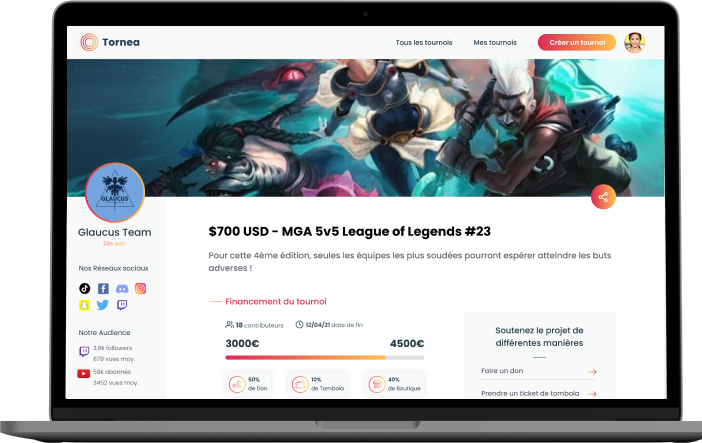 Tornea
Tous les tournois
Mes tournois
Créer un tournoi
GLAUCUS
Glaucus Team
Site web
Nos Réseaux sociaux
Notre Audience
3.6k followers
879 vues moy.
58k abonnés
3452 vues moy.
$700 USD - MGA 5v5 League of Legends #23
Pour cette 4ème édition, seules les équipes les plus soudées pourront espérer atteindre les buts
adverses !
Financement du tournoi
18 contributeurs
12/04/21 date de fin
3000€
4500€
50%
de Don
10%
de Tombola
40%
de Boutique
Soutenez le projet de
différentes manières
Faire un don
Prendre un ticket de tombola